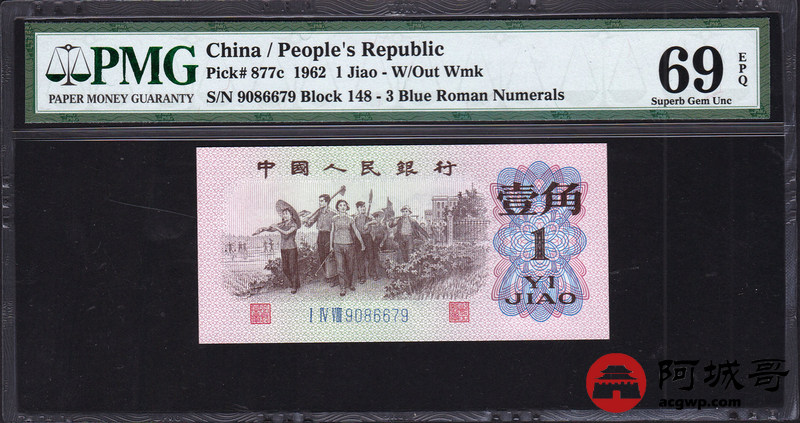 PMG
PAPER MONEY GUARANTY
China / People's Republic
Pick# 877c 1962 1 Jiao - W/Out Wmk
S/N 9086679 Block 148 - 3 Blue Roman Numerals
69 EPQ
Superb Gem Unc
中國人民銀行
壹角
1
YI
JIAO
I IV VIII 9086679
阿城哥
acgwp.com